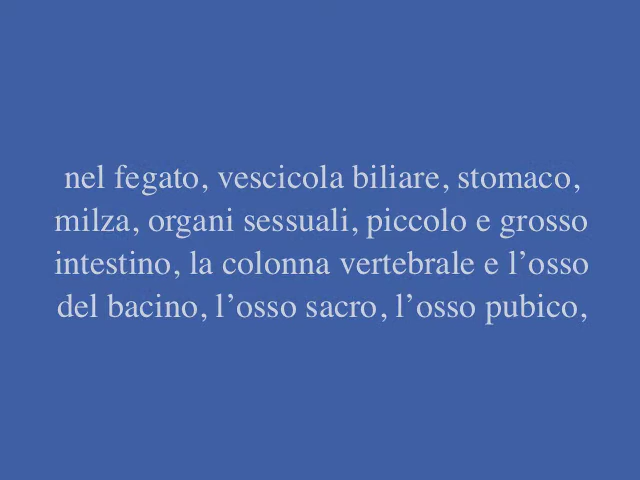 nel fegato, vescicola biliare, stomaco,
milza, organi sessuali, piccolo e grosso
intestino, la colonna vertebrale e l’osso
del bacino, l’osso sacro, l’osso pubico,